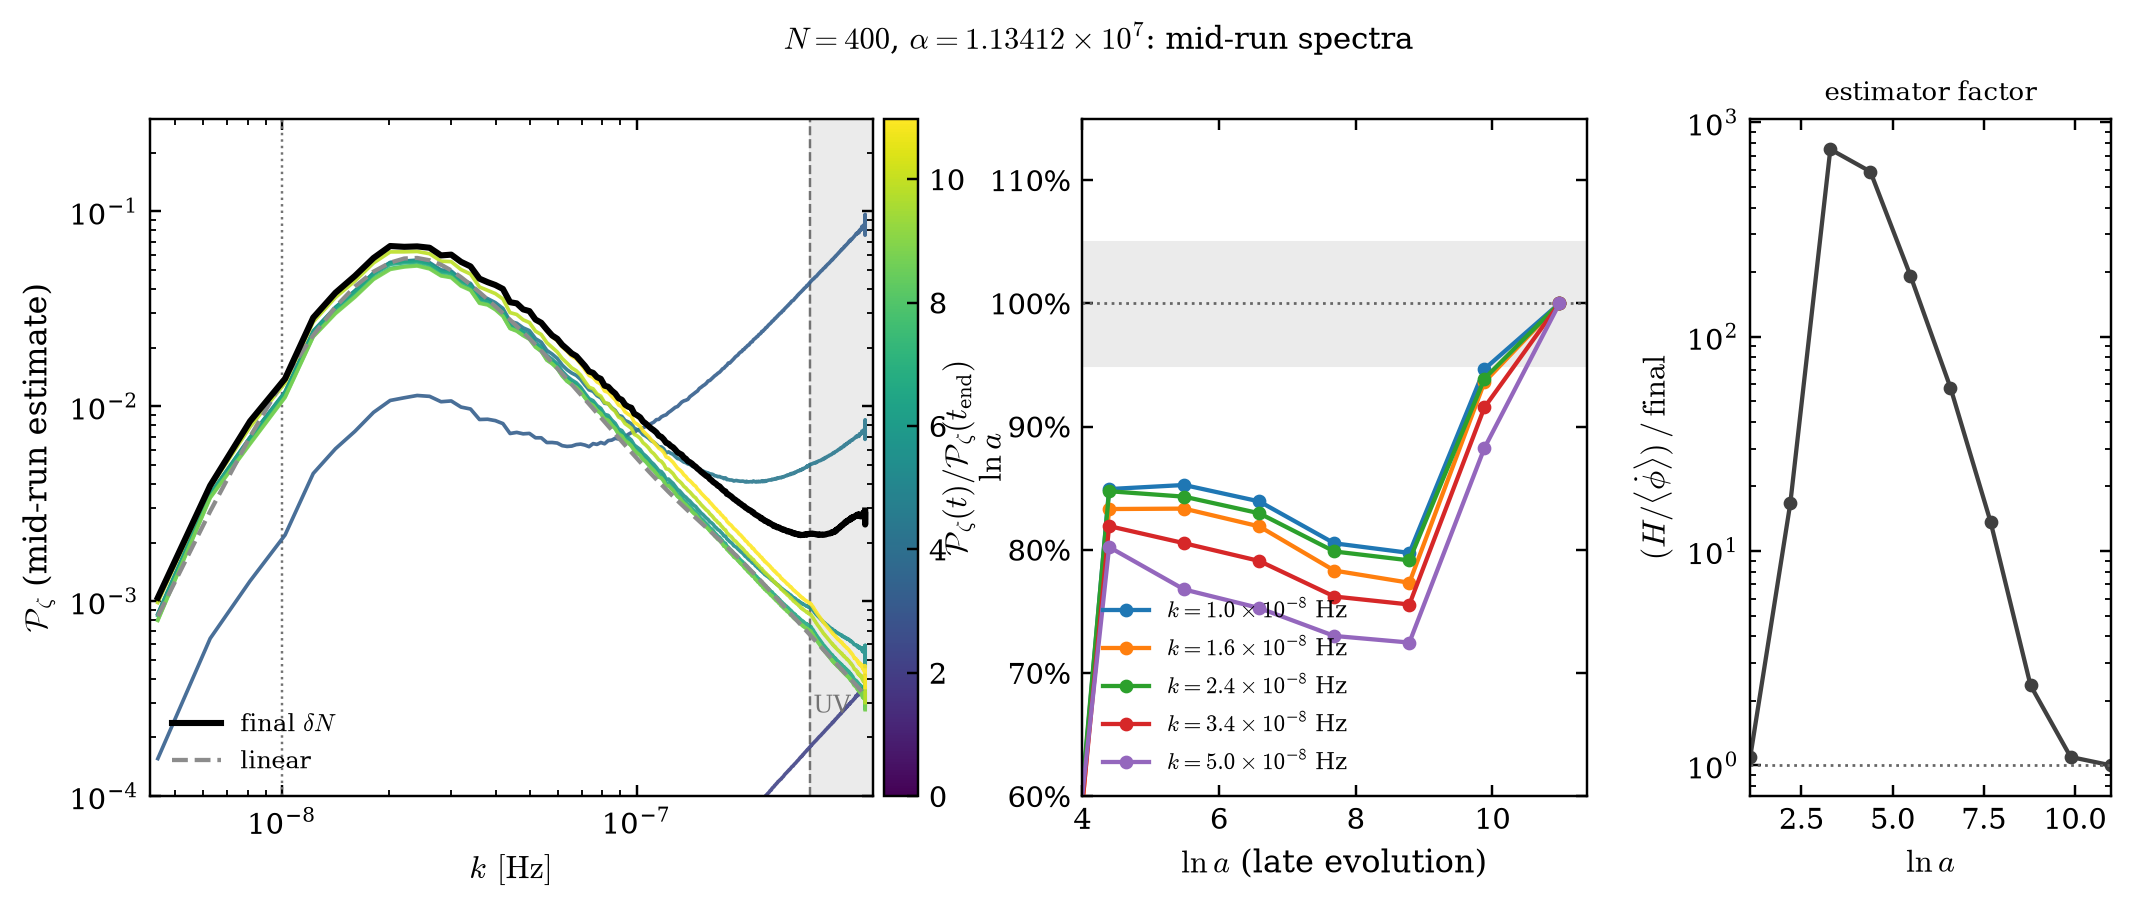 N = 400, α = 1.13412 × 10⁷: mid-run spectra
𝒫_ζ (mid-run estimate)
10⁻¹
10⁻²
10⁻³
10⁻⁴
final δN
linear
UV
10⁻⁸
10⁻⁷
k [Hz]
10
8
6
4
2
0
ln a
𝒫_ζ(t)/𝒫_ζ(t_end)
110%
100%
90%
80%
70%
60%
k = 1.0 × 10⁻⁸ Hz
k = 1.6 × 10⁻⁸ Hz
k = 2.4 × 10⁻⁸ Hz
k = 3.4 × 10⁻⁸ Hz
k = 5.0 × 10⁻⁸ Hz
4 6 8 10
ln a (late evolution)
estimator factor
(H/⟨ϕ̇⟩) / final
10³
10²
10¹
10⁰
2.5 5.0 7.5 10.0
ln a